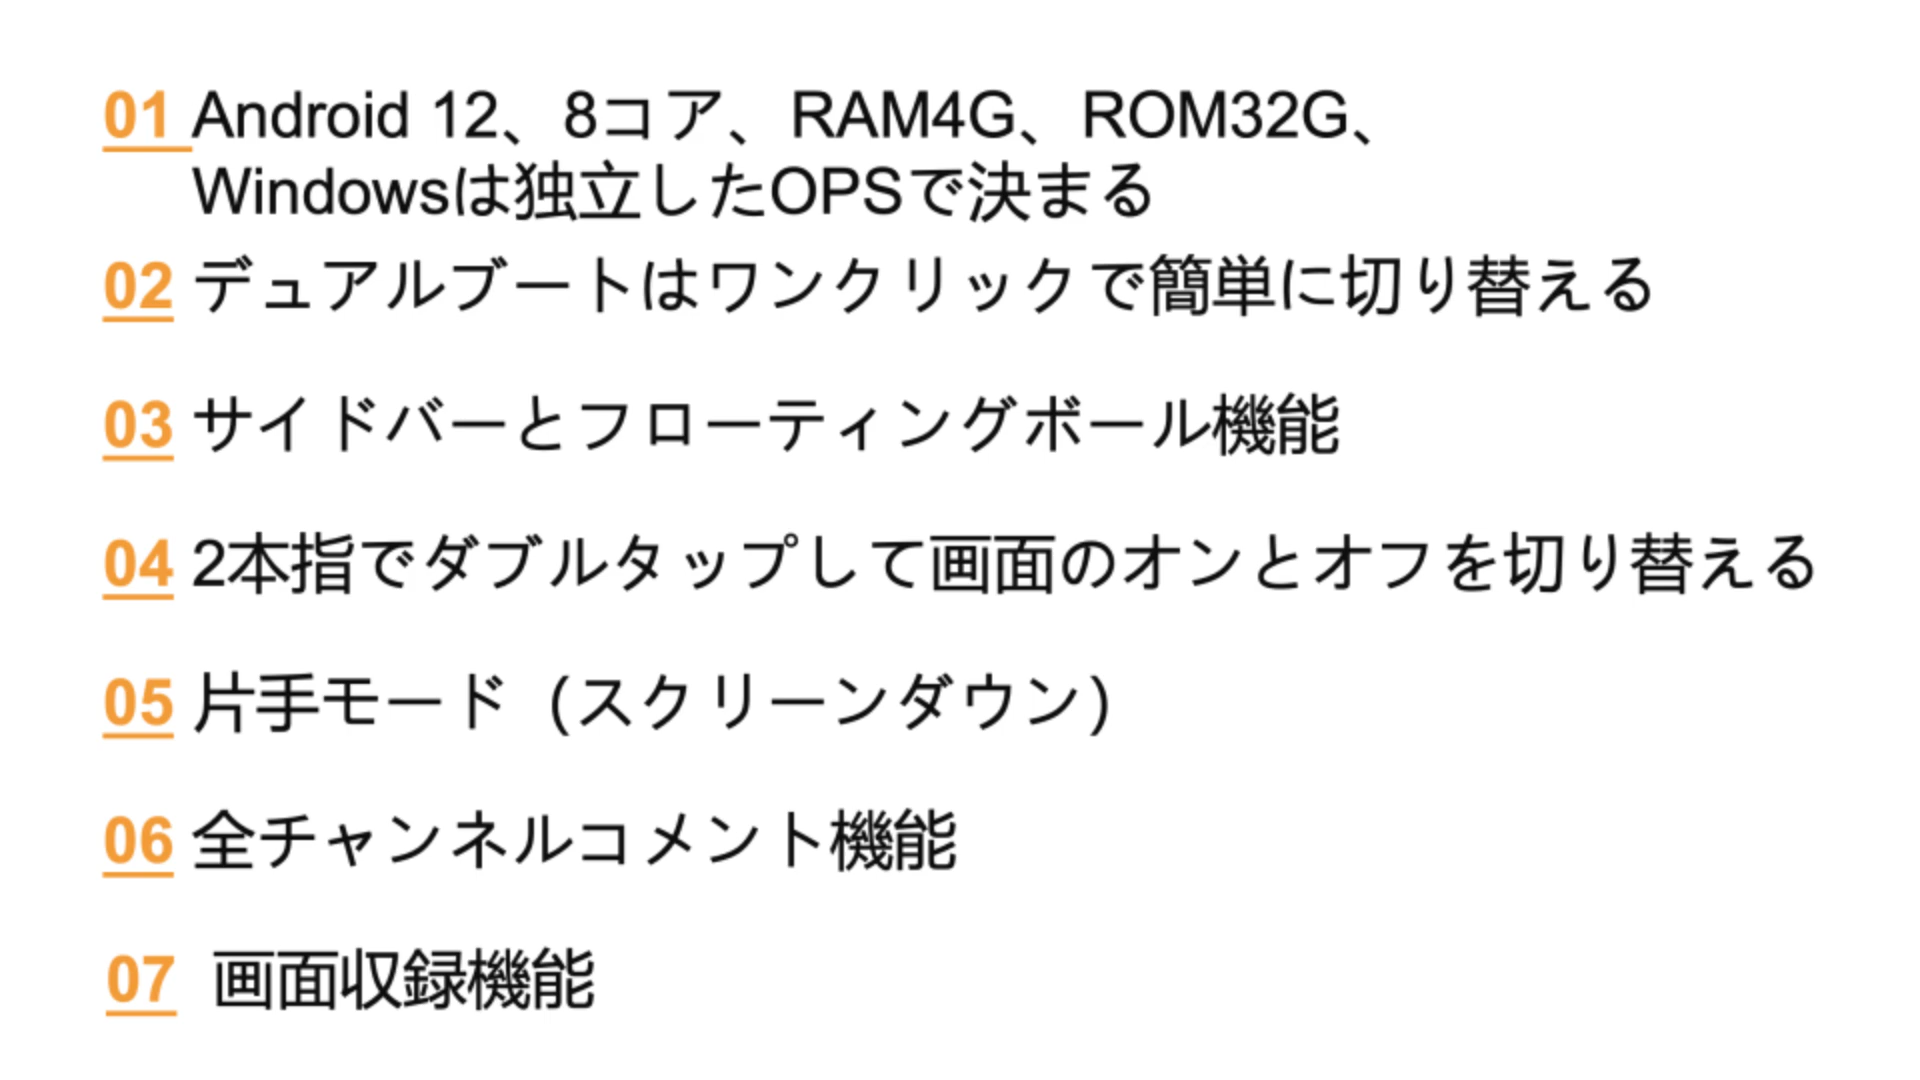 01 Android 12、8コア、RAM4G、ROM32G、
Windowsは独立したOPSで決まる
02 デュアルブートはワンクリックで簡単に切り替える
03 サイドバーとフローティングボール機能
04 2本指でダブルタップして画面のオンとオフを切り替える
05 片手モード（スクリーンダウン）
06 全チャンネルコメント機能
07 画面収録機能